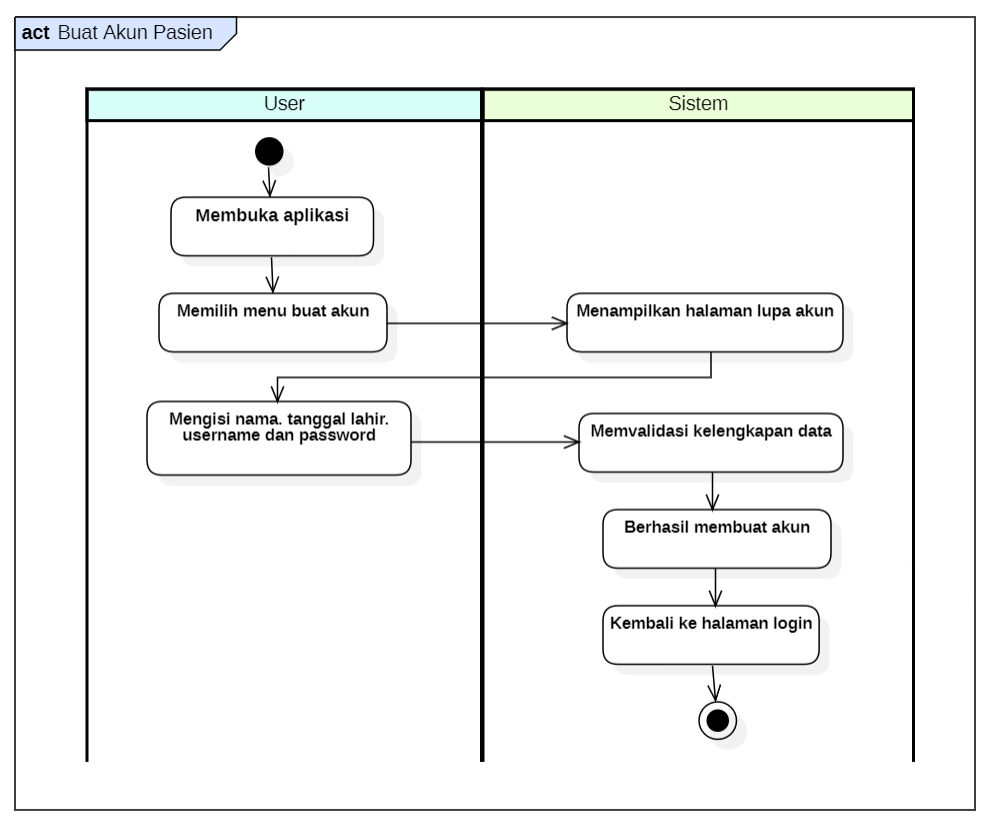 act Buat Akun Pasien
User
Sistem
Membuka aplikasi
Memilih menu buat akun
Menampilkan halaman lupa akun
Mengisi nama. tanggal lahir.
username dan password
Memvalidasi kelengkapan data
Berhasil membuat akun
Kembali ke halaman login